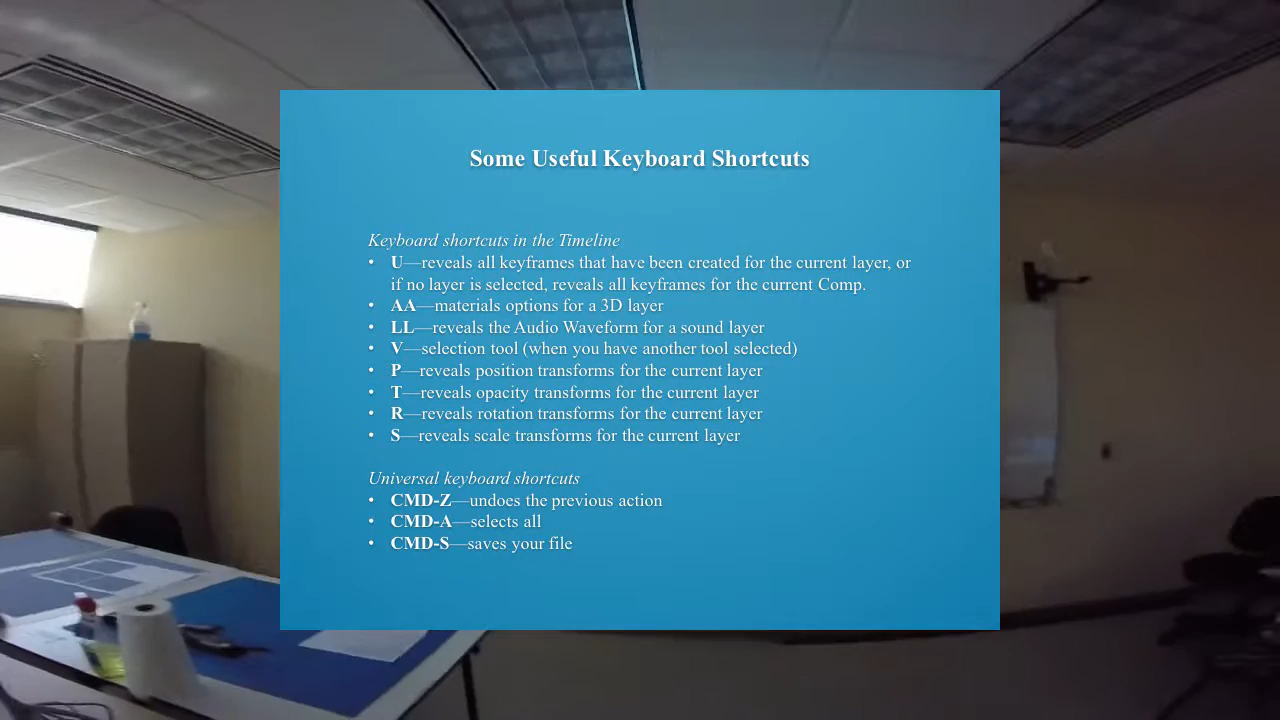 Some Useful Keyboard Shortcuts
Keyboard shortcuts in the Timeline
• U—reveals all keyframes that have been created for the current layer, or
if no layer is selected, reveals all keyframes for the current Comp.
• AA—materials options for a 3D layer
• LL—reveals the Audio Waveform for a sound layer
• V—selection tool (when you have another tool selected)
• P—reveals position transforms for the current layer
• T—reveals opacity transforms for the current layer
• R—reveals rotation transforms for the current layer
• S—reveals scale transforms for the current layer
Universal keyboard shortcuts
• CMD-Z—undoes the previous action
• CMD-A—selects all
• CMD-S—saves your file